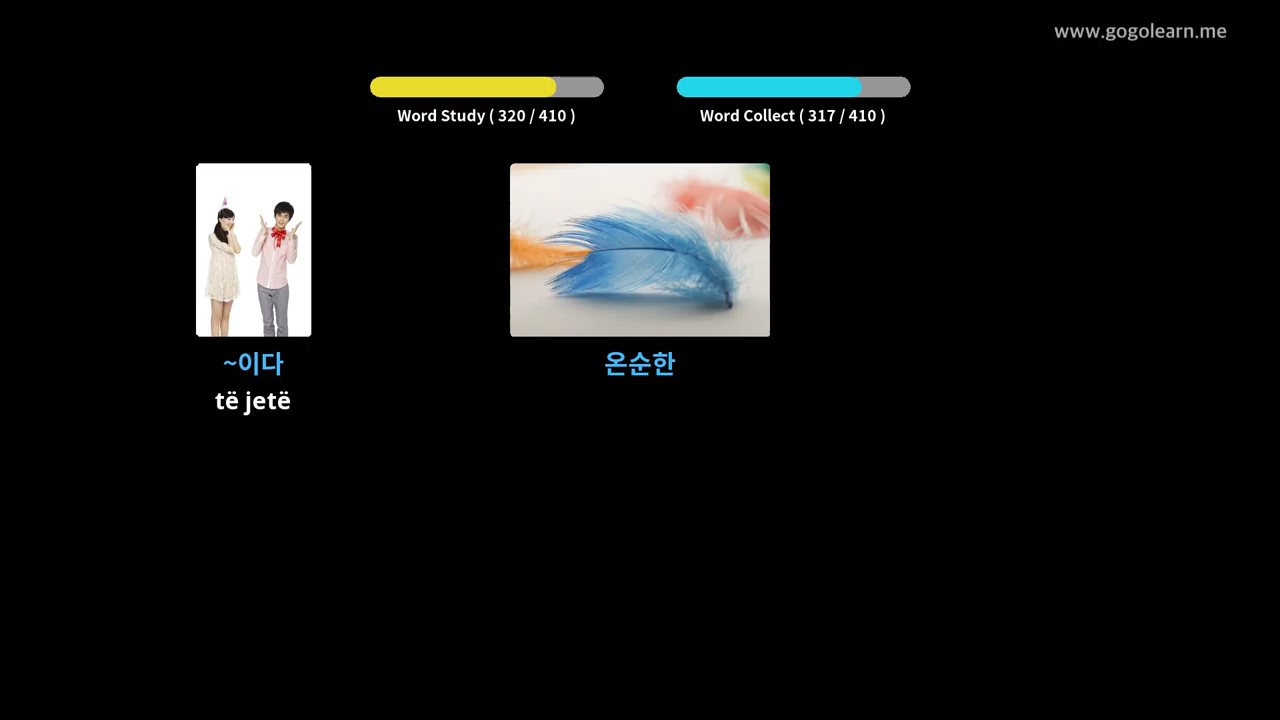 www.gogolearn.me
Word Study ( 320 / 410 )
Word Collect ( 317 / 410 )
~이다
të jetë
온순한